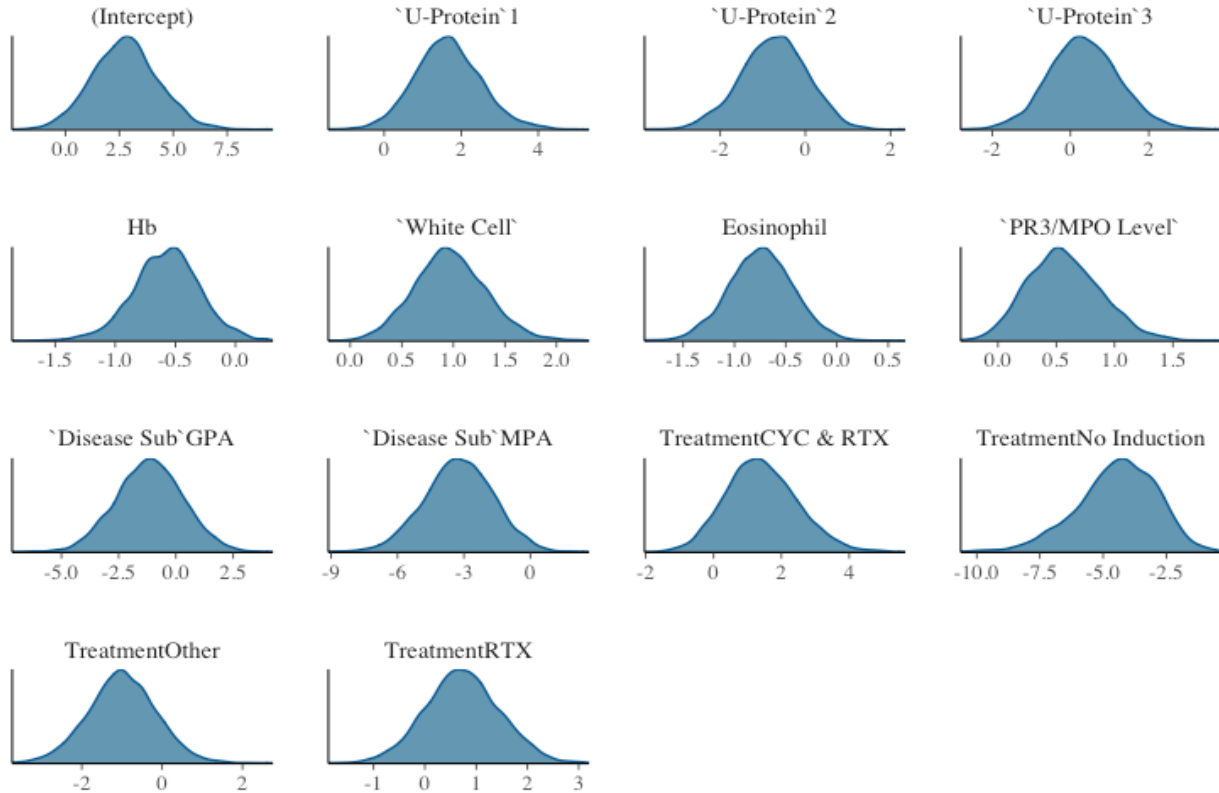 (Intercept) `U-Protein`1 `U-Protein`2 `U-Protein`3
0.0 2.5 5.0 7.5 0 2 4 -2 0 2 -2 0 2
Hb `White Cell` Eosinophil `PR3/MPO Level`
-1.5 -1.0 -0.5 0.0 0.0 0.5 1.0 1.5 2.0 -1.5 -1.0 -0.5 0.0 0.5 0.0 0.5 1.0 1.5
`Disease Sub`GPA `Disease Sub`MPA TreatmentCYC & RTX TreatmentNo Induction
-5.0 -2.5 0.0 2.5 -9 -6 -3 0 -2 0 2 4 -10.0 -7.5 -5.0 -2.5
TreatmentOther TreatmentRTX
-2 0 2 -1 0 1 2 3